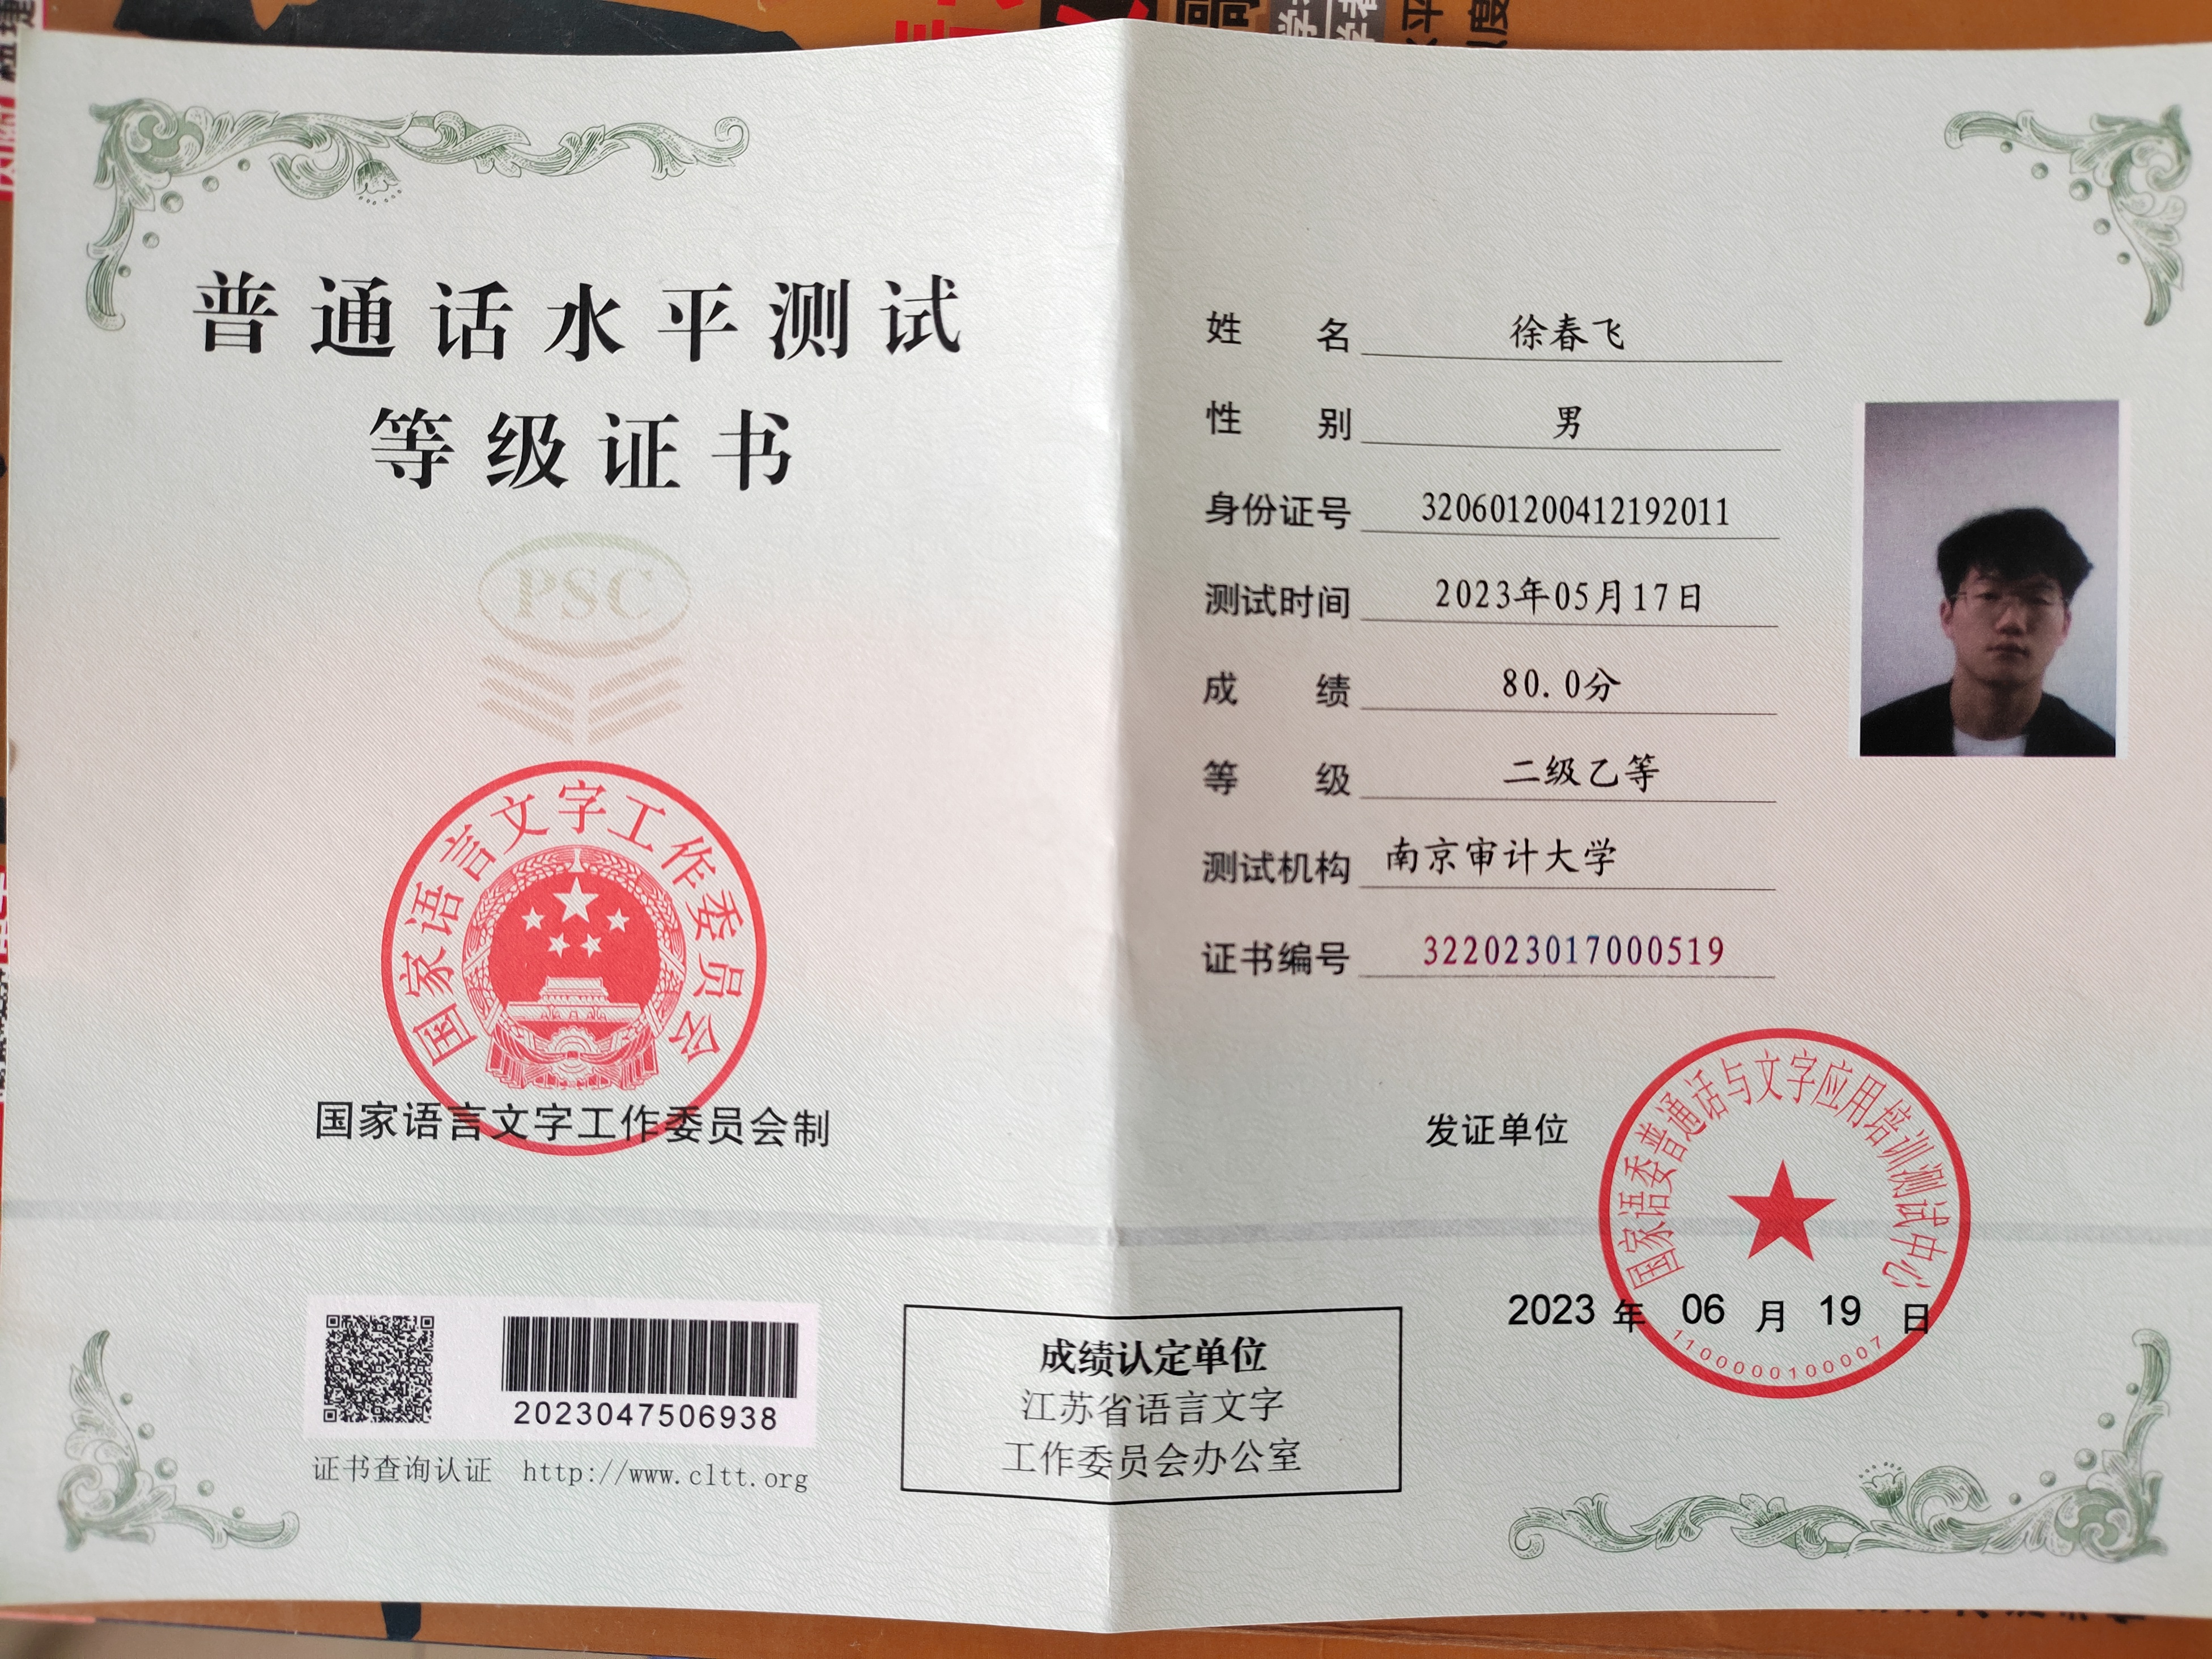 普通话水平测试
等级证书
PSC
国家语言文字工作委员会
国家语言文字工作委员会制
2023047506938
证书查询认证 http://www.cltt.org
成绩认定单位
江苏省语言文字
工作委员会办公室
姓 名 徐春飞
性 别 男
身份证号 320601200412192011
测试时间 2023年05月17日
成 绩 80.0分
等 级 二级乙等
测试机构 南京审计大学
证书编号 322023017000519
发证单位
国家语委普通话与文字应用培训测试中心
2023 年 06 月 19 日
1100000100007